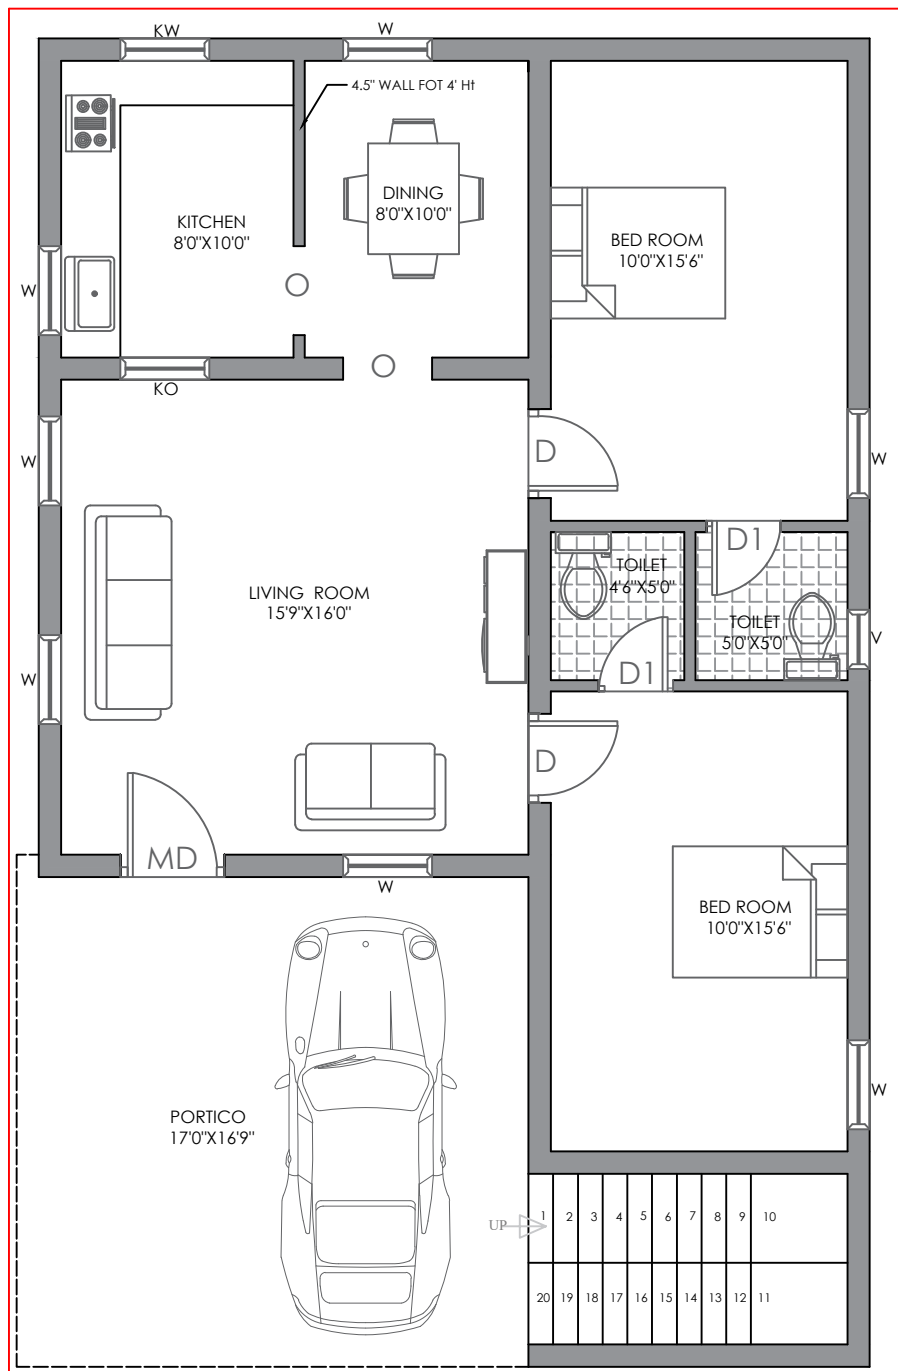 KW
W
4.5" WALL FOT 4' Ht
KITCHEN
8'0"X10'0"
DINING
8'0"X10'0"
BED ROOM
10'0"X15'6"
W
KO
W
D
W
LIVING ROOM
15'9"X16'0"
TOILET
4'6"X5'0"
D1
TOILET
5'0"X5'0"
V
W
D1
D
MD
W
BED ROOM
10'0"X15'6"
W
PORTICO
17'0"X16'9"
UP
1 2 3 4 5 6 7 8 9 10
20 19 18 17 16 15 14 13 12 11